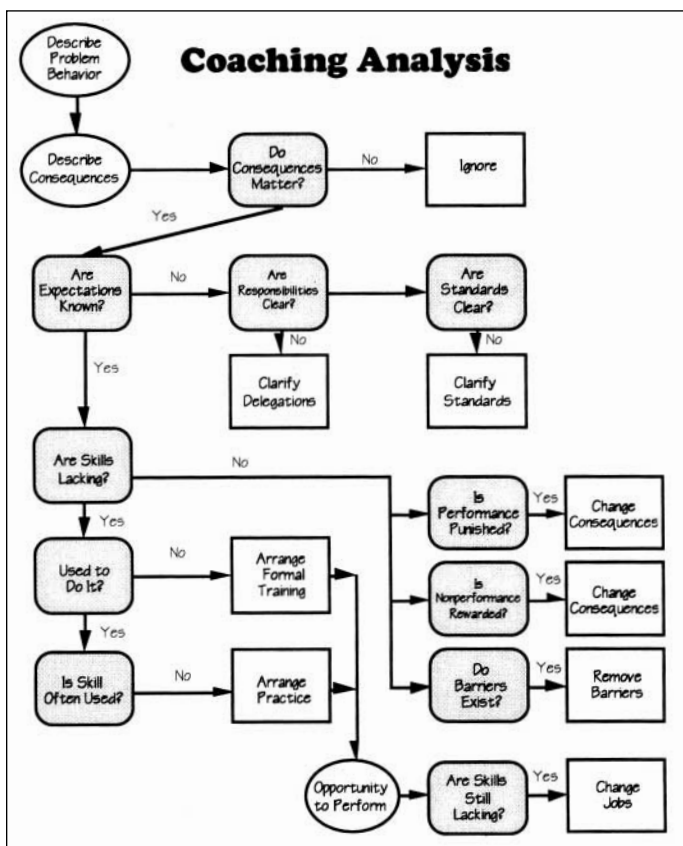 Coaching Analysis
Describe
Problem
Behavior
Describe
Consequences
Do
Consequences
Matter?
No
Ignore
Yes
Are
Expectations
Known?
No
Are
Responsibilities
Clear?
Are
Standards
Clear?
Yes
No
No
Clarify
Delegations
Clarify
Standards
Are Skills
Lacking?
No
Is
Performance
Punished?
Yes
Change
Consequences
Yes
Used to
Do It?
No
Arrange
Formal
Training
Is
Nonperformance
Rewarded?
Yes
Change
Consequences
Yes
Is Skill
Often Used?
No
Arrange
Practice
Do
Barriers
Exist?
Yes
Remove
Barriers
Opportunity
to Perform
Are Skills
Still
Lacking?
Yes
Change
Jobs